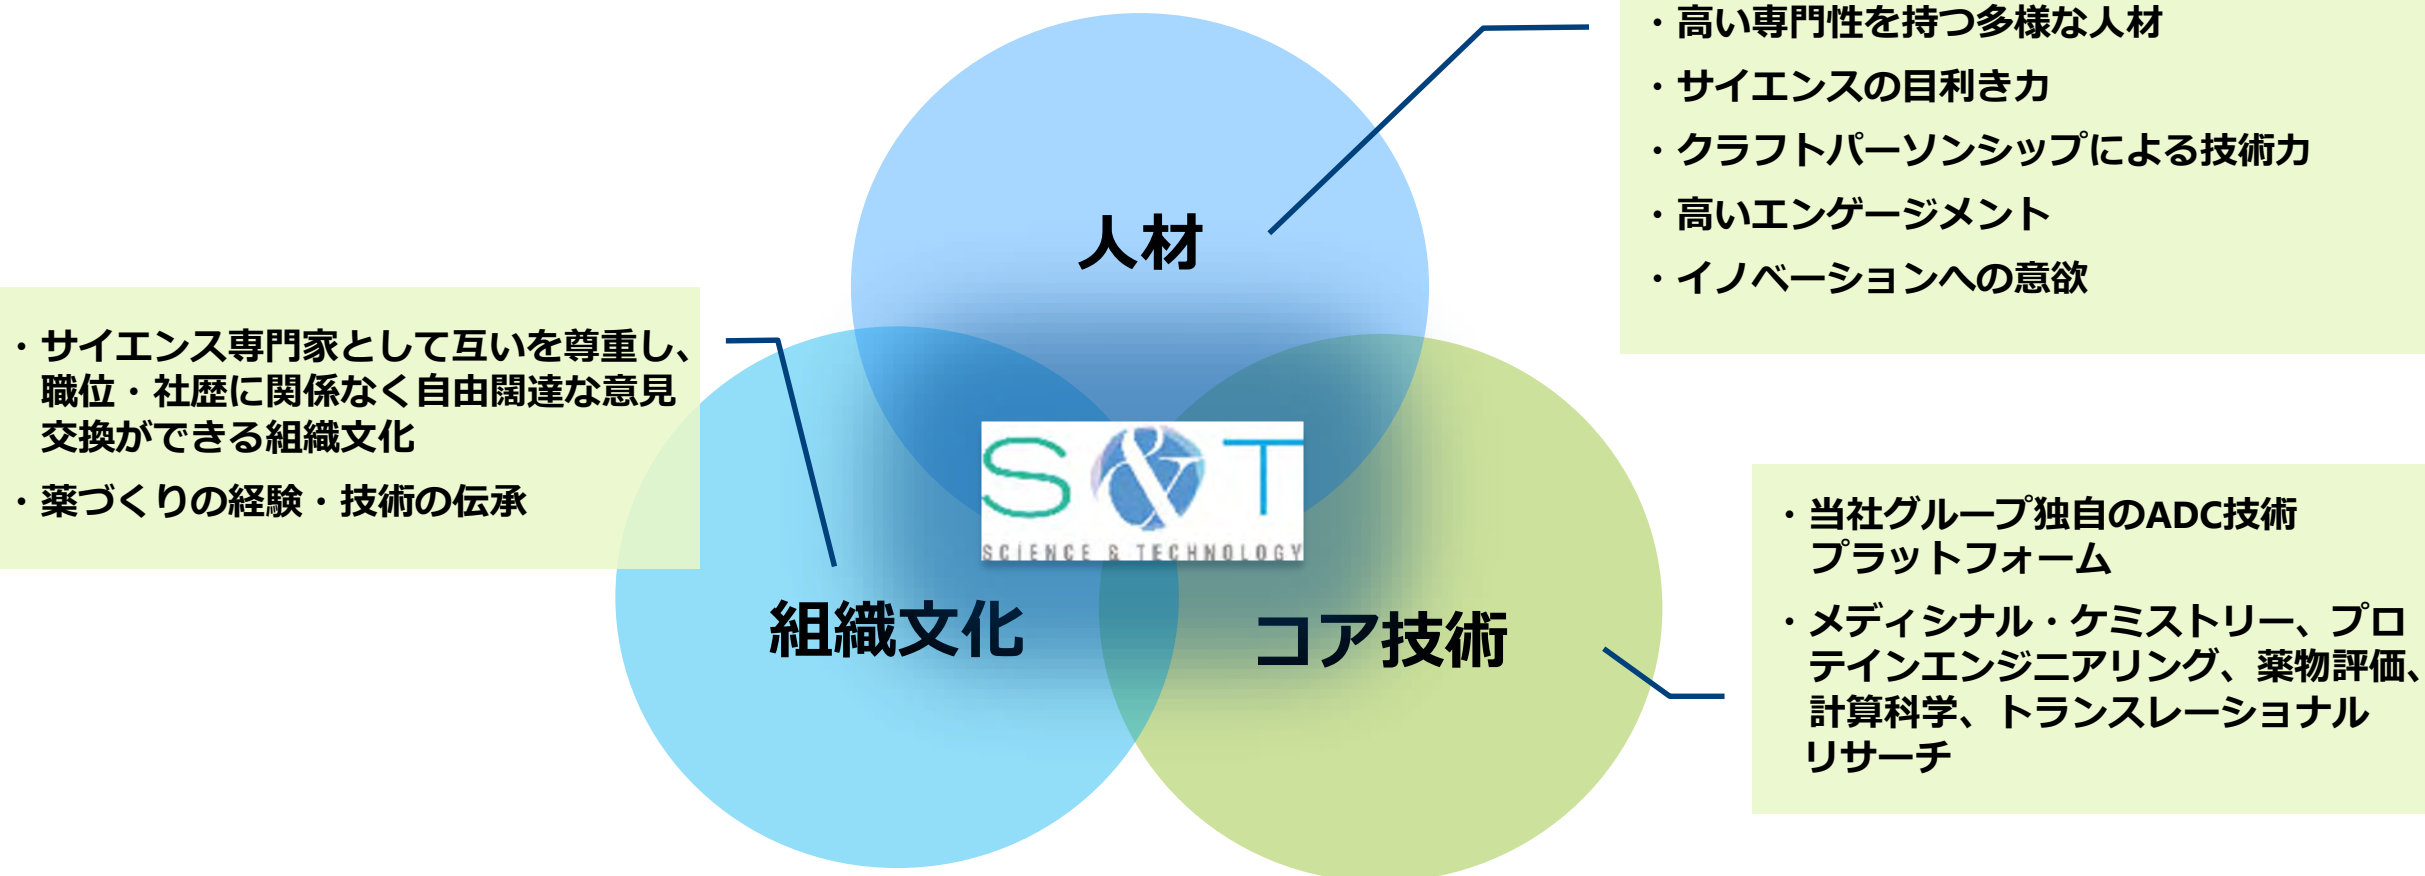 ・高い専門性を持つ多様な人材
・サイエンスの目利き力
・クラフトパーソンシップによる技術力
・高いエンゲージメント
・イノベーションへの意欲
人材
・サイエンス専門家として互いを尊重し、
職位・社歴に関係なく自由闊達な意見
交換ができる組織文化
・薬づくりの経験・技術の伝承
S&T
SCIENCE & TECHNOLOGY
組織文化
コア技術
・当社グループ独自のADC技術
プラットフォーム
・メディシナル・ケミストリー、プロ
テインエンジニアリング、薬物評価、
計算科学、トランスレーショナル
リサーチ